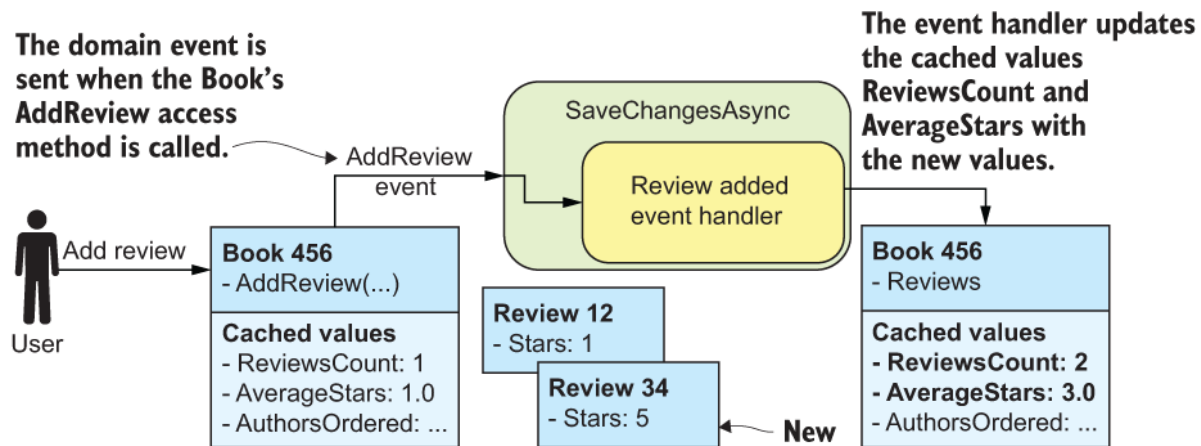 The domain event is
sent when the Book's
AddReview access
method is called.
AddReview
event
SaveChangesAsync
Review added
event handler
The event handler updates
the cached values
ReviewsCount and
AverageStars with
the new values.
User
Add review
Book 456
- AddReview(...)
Cached values
- ReviewsCount: 1
- AverageStars: 1.0
- AuthorsOrdered: ...
Review 12
- Stars: 1
Review 34
- Stars: 5
New
Book 456
- Reviews
Cached values
- ReviewsCount: 2
- AverageStars: 3.0
- AuthorsOrdered: ...